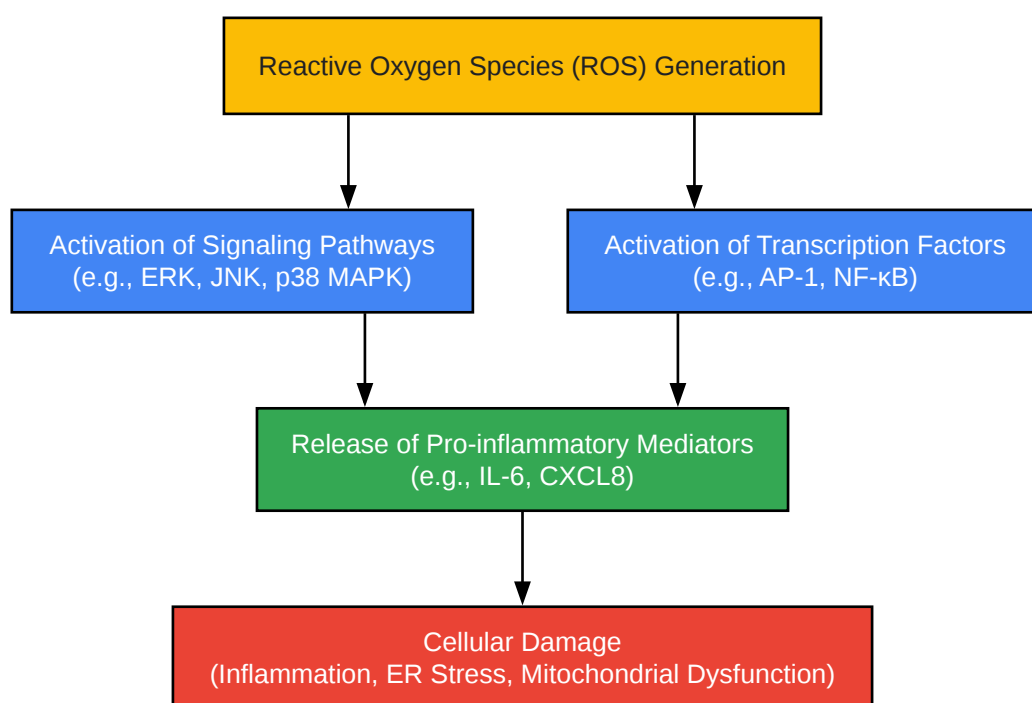 Reactive Oxygen Species (ROS) Generation
Activation of Signaling Pathways
(e.g., ERK, JNK, p38 MAPK)
Activation of Transcription Factors
(e.g., AP-1, NF-κB)
Release of Pro-inflammatory Mediators
(e.g., IL-6, CXCL8)
Cellular Damage
(Inflammation, ER Stress, Mitochondrial Dysfunction)